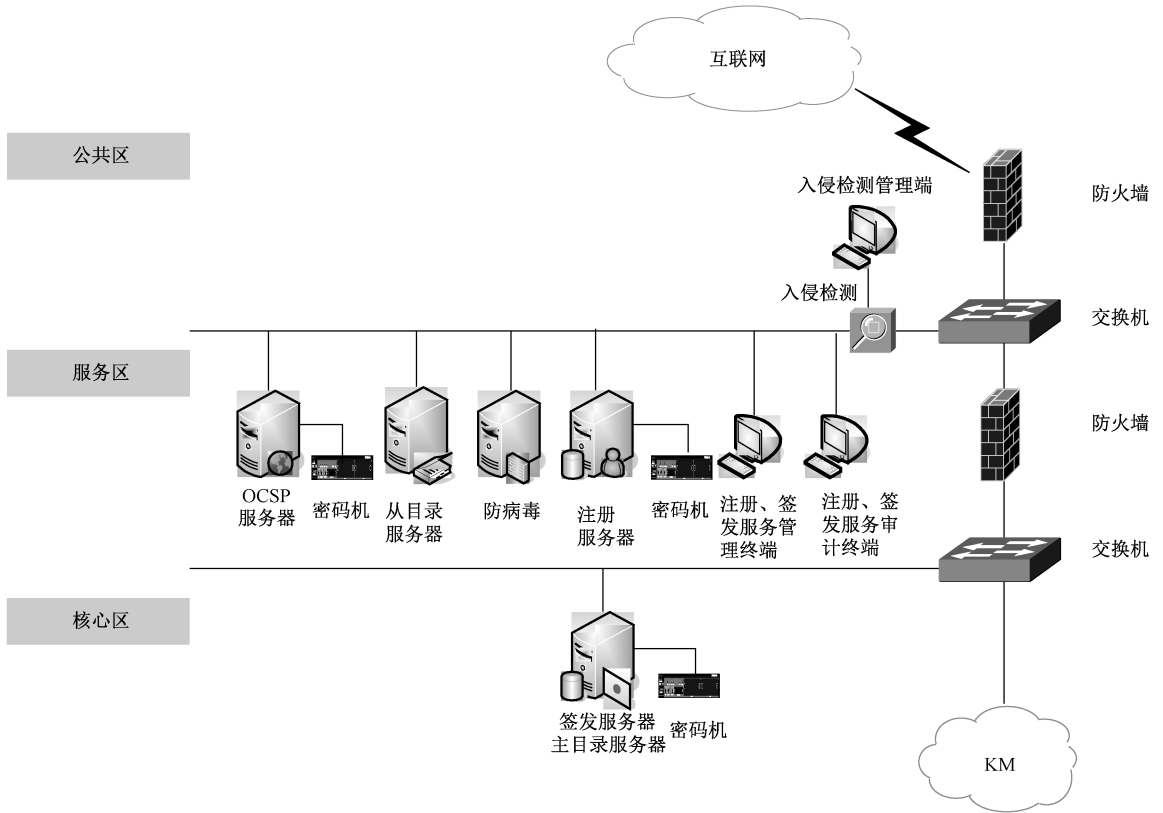 互联网
公共区
入侵检测管理端
防火墙
入侵检测
交换机
服务区
防火墙
OCSP
服务器
密码机
从目录
服务器
防病毒
注册
服务器
密码机
注册、签
发服务管
理终端
注册、签
发服务审
计终端
交换机
核心区
签发服务器
主目录服务器
密码机
KM